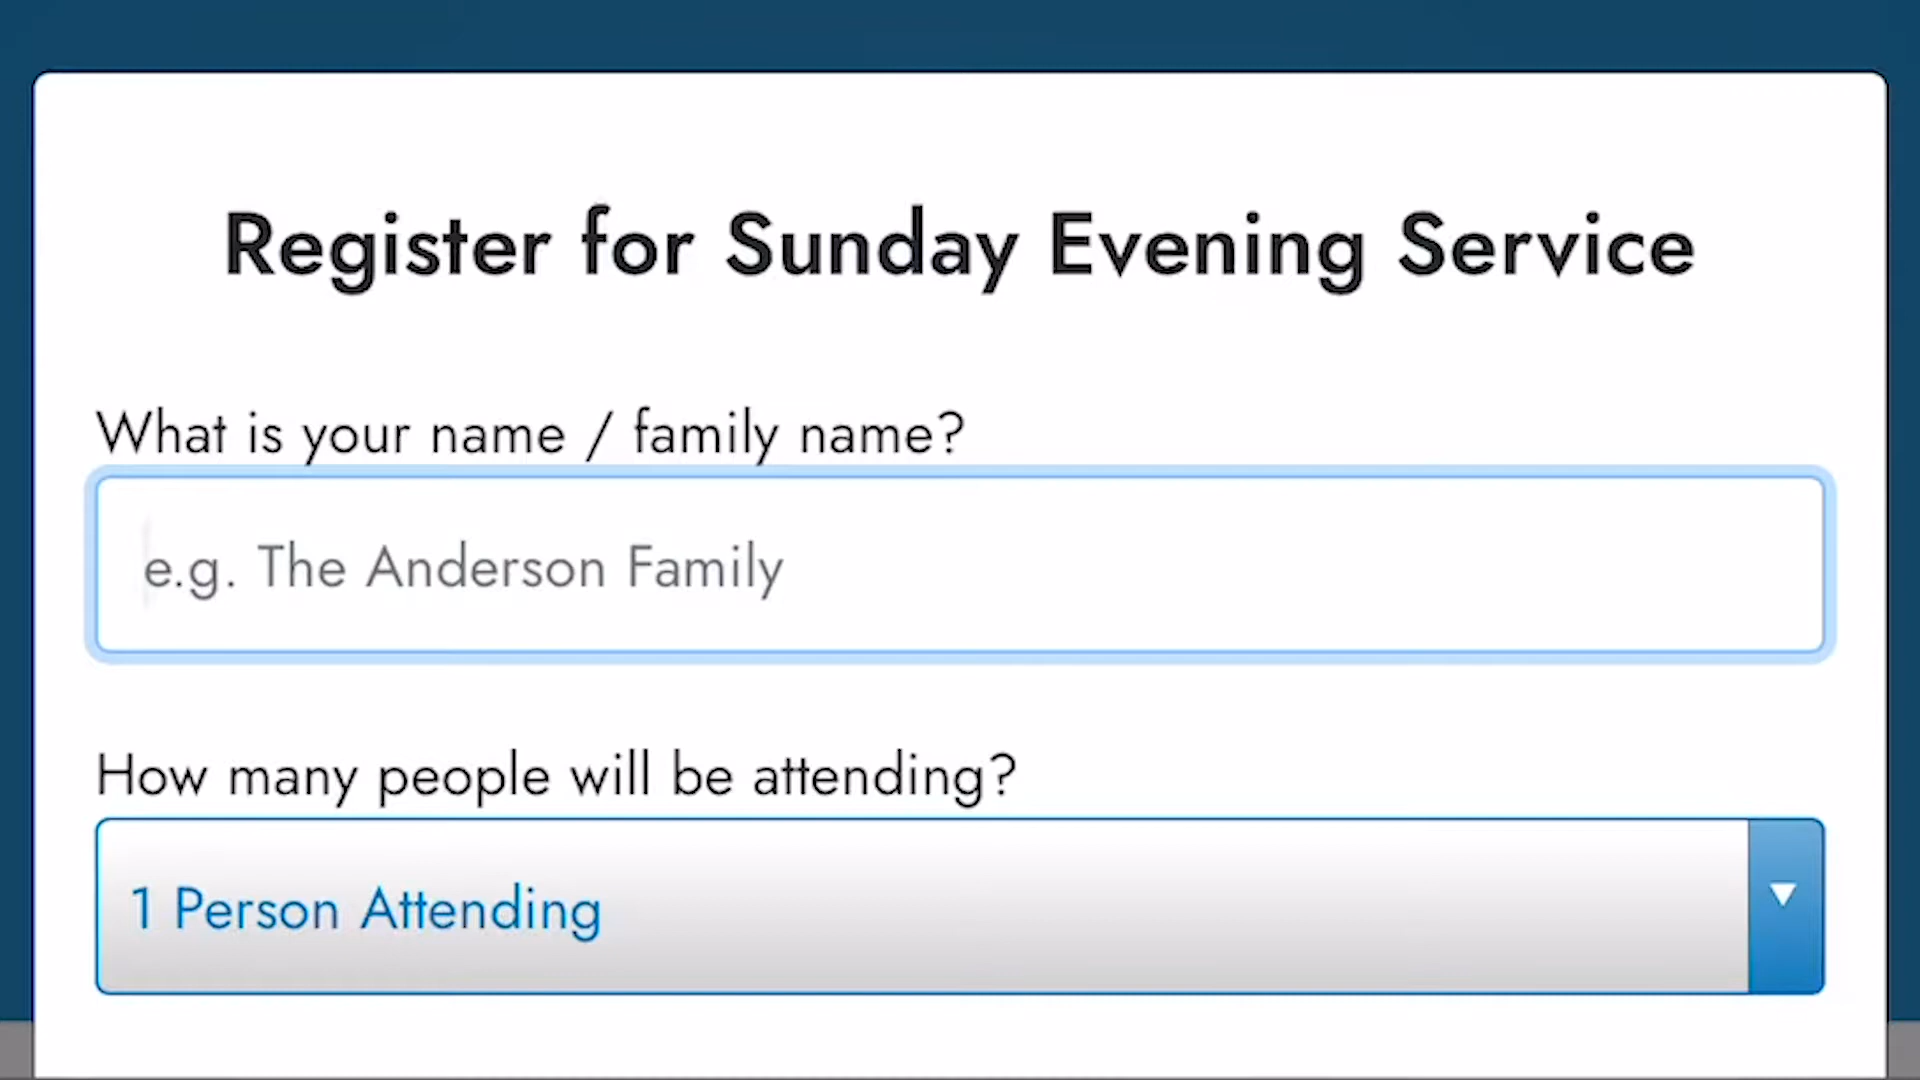 Register for Sunday Evening Service
What is your name / family name?
e.g. The Anderson Family
How many people will be attending?
1 Person Attending